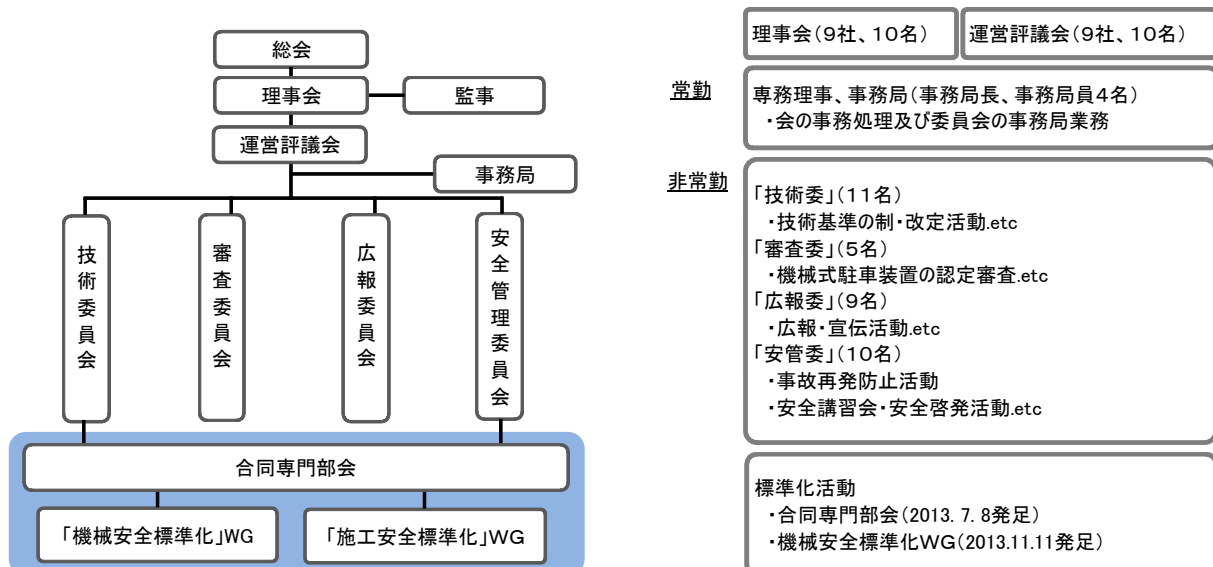 総会
理事会
監事
運営評議会
事務局
技術委員会
審査委員会
広報委員会
安全管理委員会
合同専門部会
「機械安全標準化」WG
「施工安全標準化」WG
理事会(9社、10名)
運営評議会(9社、10名)
常勤
専務理事、事務局(事務局長、事務局員4名)
・会の事務処理及び委員会の事務局業務
非常勤
「技術委」(11名)
・技術基準の制・改定活動.etc
「審査委」(5名)
・機械式駐車装置の認定審査.etc
「広報委」(9名)
・広報・宣伝活動.etc
「安管委」(10名)
・事故再発防止活動
・安全講習会・安全啓発活動.etc
標準化活動
・合同専門部会(2013. 7. 8発足)
・機械安全標準化WG(2013.11.11発足)